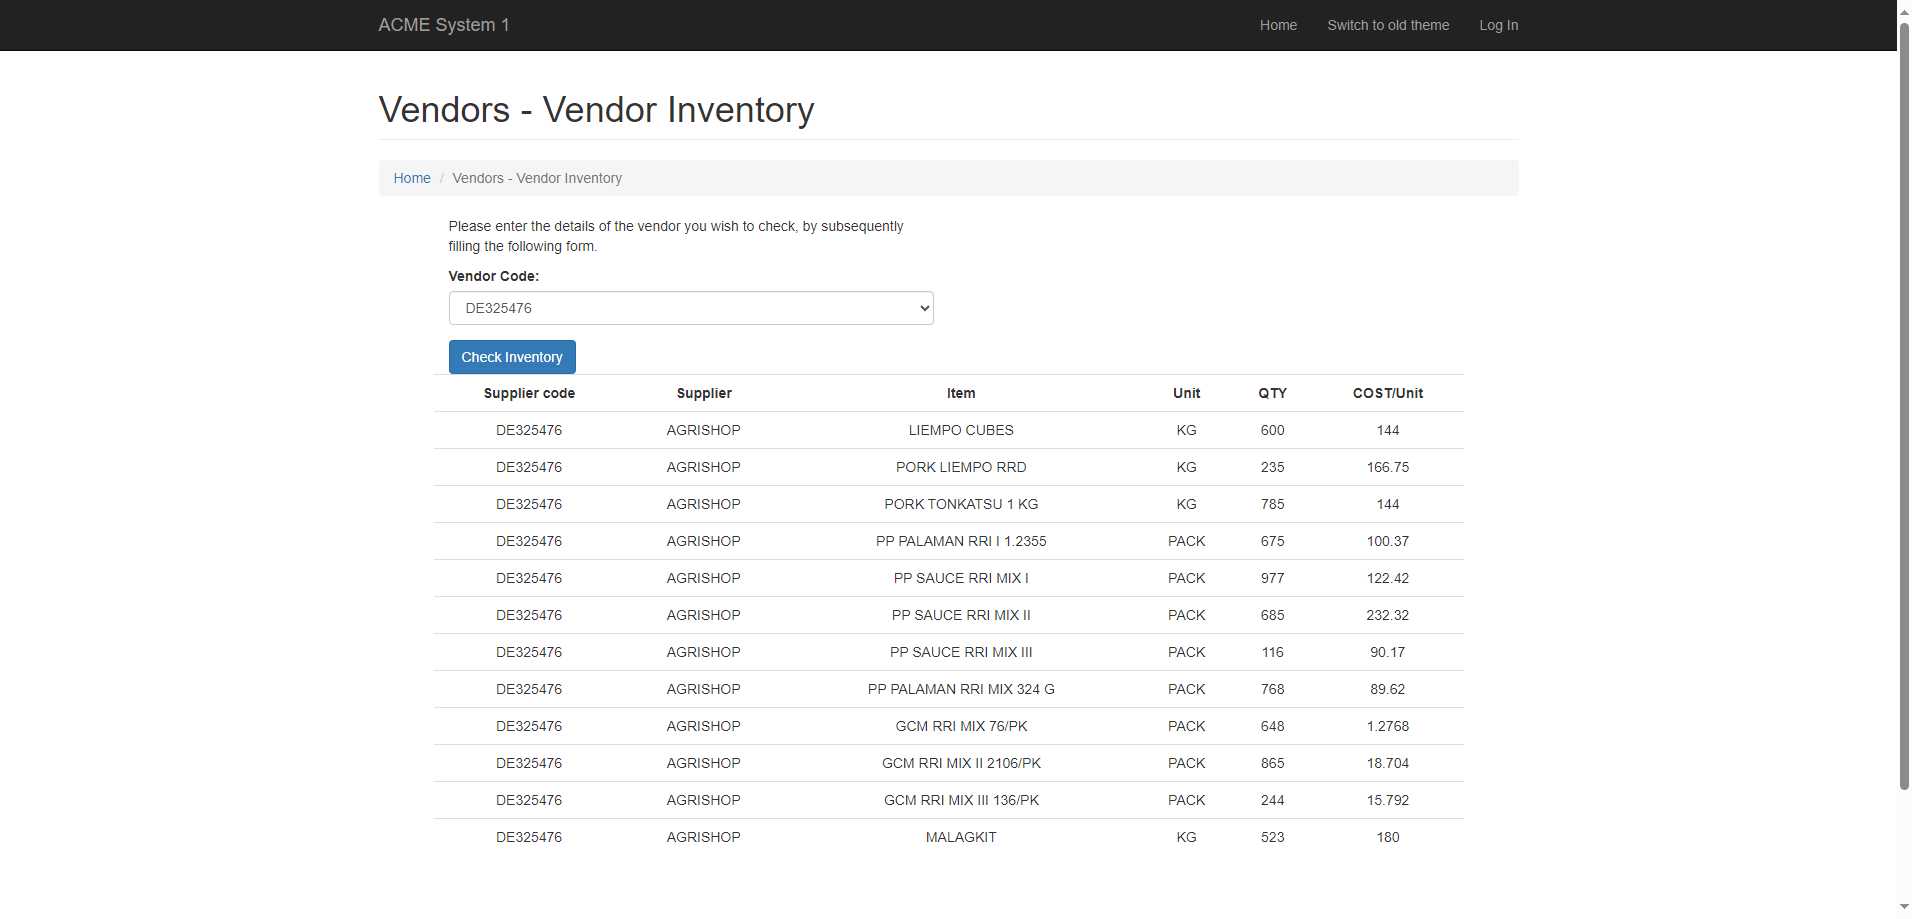 ACME System 1 Home Switch to old theme Log In
Vendors - Vendor Inventory
Home / Vendors - Vendor Inventory
Please enter the details of the vendor you wish to check, by subsequently
filling the following form.
Vendor Code:
DE325476
Check Inventory
Supplier code Supplier Item Unit QTY COST/Unit
DE325476 AGRISHOP LIEMPO CUBES KG 600 144
DE325476 AGRISHOP PORK LIEMPO RRD KG 235 166.75
DE325476 AGRISHOP PORK TONKATSU 1 KG KG 785 144
DE325476 AGRISHOP PP PALAMAN RRI I 1.2355 PACK 675 100.37
DE325476 AGRISHOP PP SAUCE RRI MIX I PACK 977 122.42
DE325476 AGRISHOP PP SAUCE RRI MIX II PACK 685 232.32
DE325476 AGRISHOP PP SAUCE RRI MIX III PACK 116 90.17
DE325476 AGRISHOP PP PALAMAN RRI MIX 324 G PACK 768 89.62
DE325476 AGRISHOP GCM RRI MIX 76/PK PACK 648 1.2768
DE325476 AGRISHOP GCM RRI MIX II 2106/PK PACK 865 18.704
DE325476 AGRISHOP GCM RRI MIX III 136/PK PACK 244 15.792
DE325476 AGRISHOP MALAGKIT KG 523 180